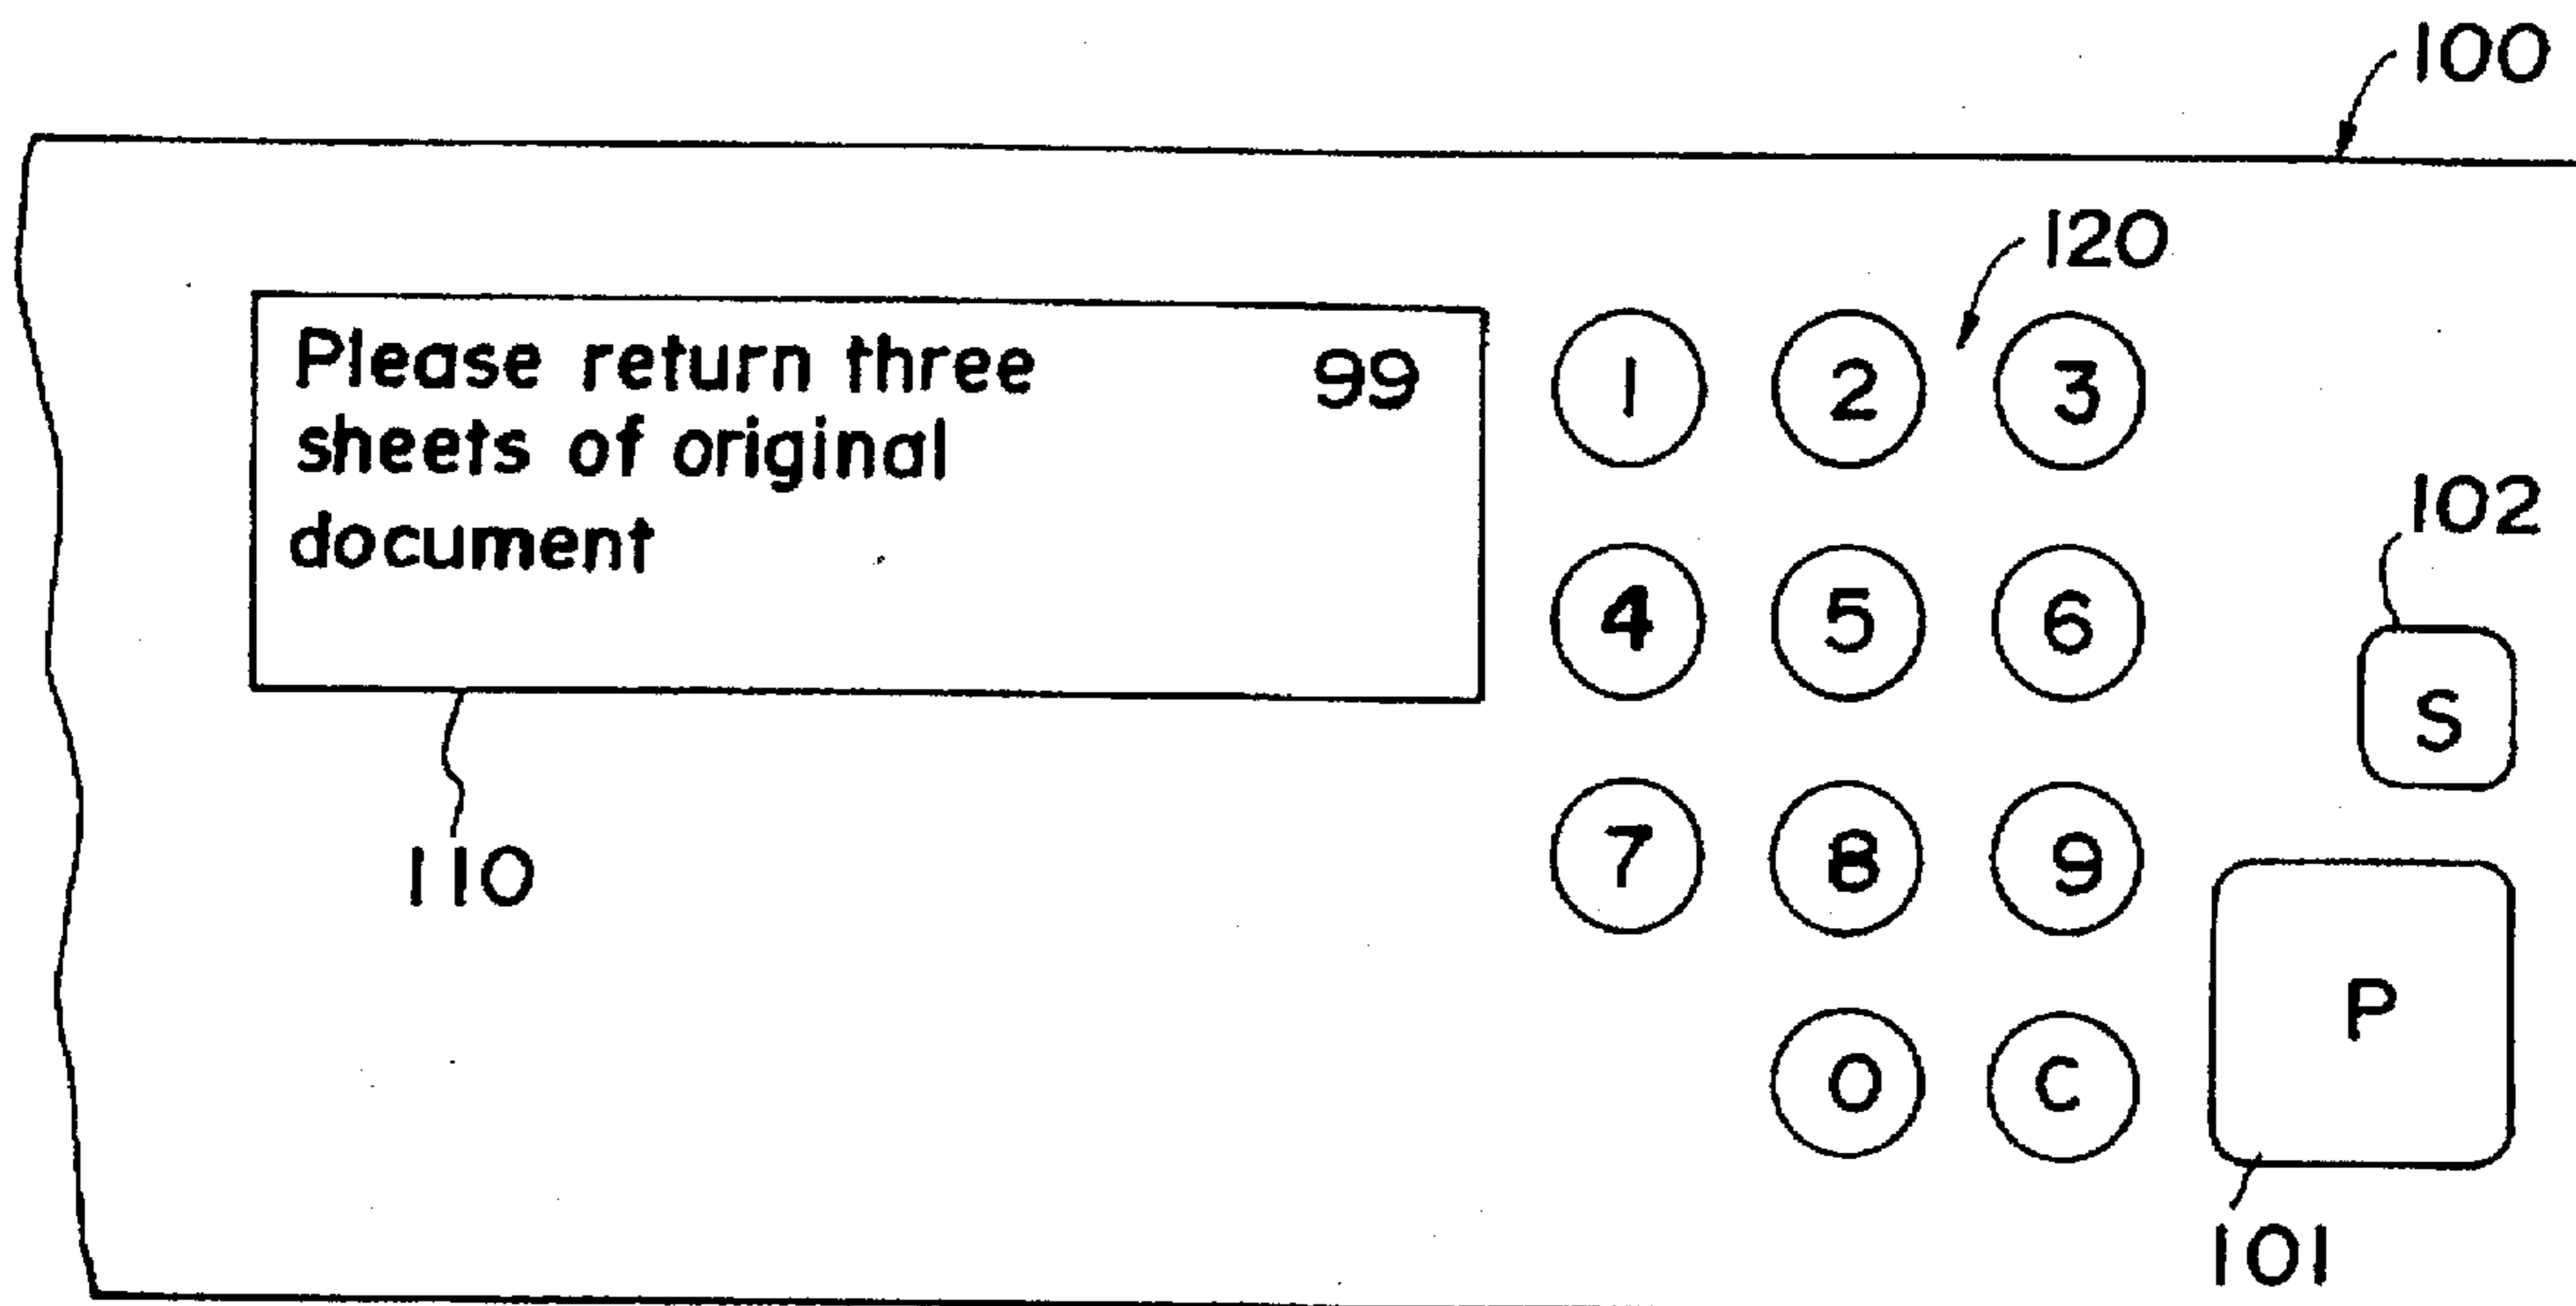 100
120
Please return three 99
sheets of original
document
1 2 3
102
4 5 6
S
110
7 8 9
P
0 C
101